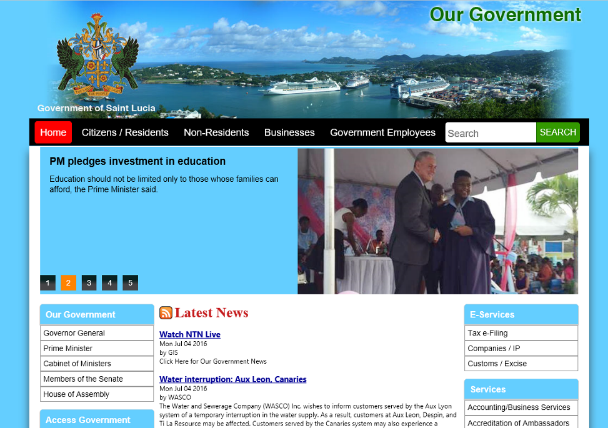 Our Government
Government of Saint Lucia
Home Citizens / Residents Non-Residents Businesses Government Employees Search SEARCH
PM pledges investment in education
Education should not be limited only to those whose families can
afford, the Prime Minister said.
1 2 3 4 5
Our Government
Governor General
Prime Minister
Cabinet of Ministers
Members of the Senate
House of Assembly
Access Government
Latest News
Watch NTN Live
Mon Jul 04 2016
by GIS
Click Here for Our Government News
Water interruption: Aux Leon, Canaries
Mon Jul 04 2016
by WASCO
The Water and Sewerage Company (WASCO) Inc. wishes to inform customers served by the Aux Lyon
system of a temporary interruption in the water supply. As a result, customers at Aux Leon, Despin, and
Ti La Resource may be affected. Customers served by the Canaries system may also experience a
E-Services
Tax e-Filing
Companies / IP
Customs / Excise
Services
Accounting/Business Services
Accreditation of Ambassadors